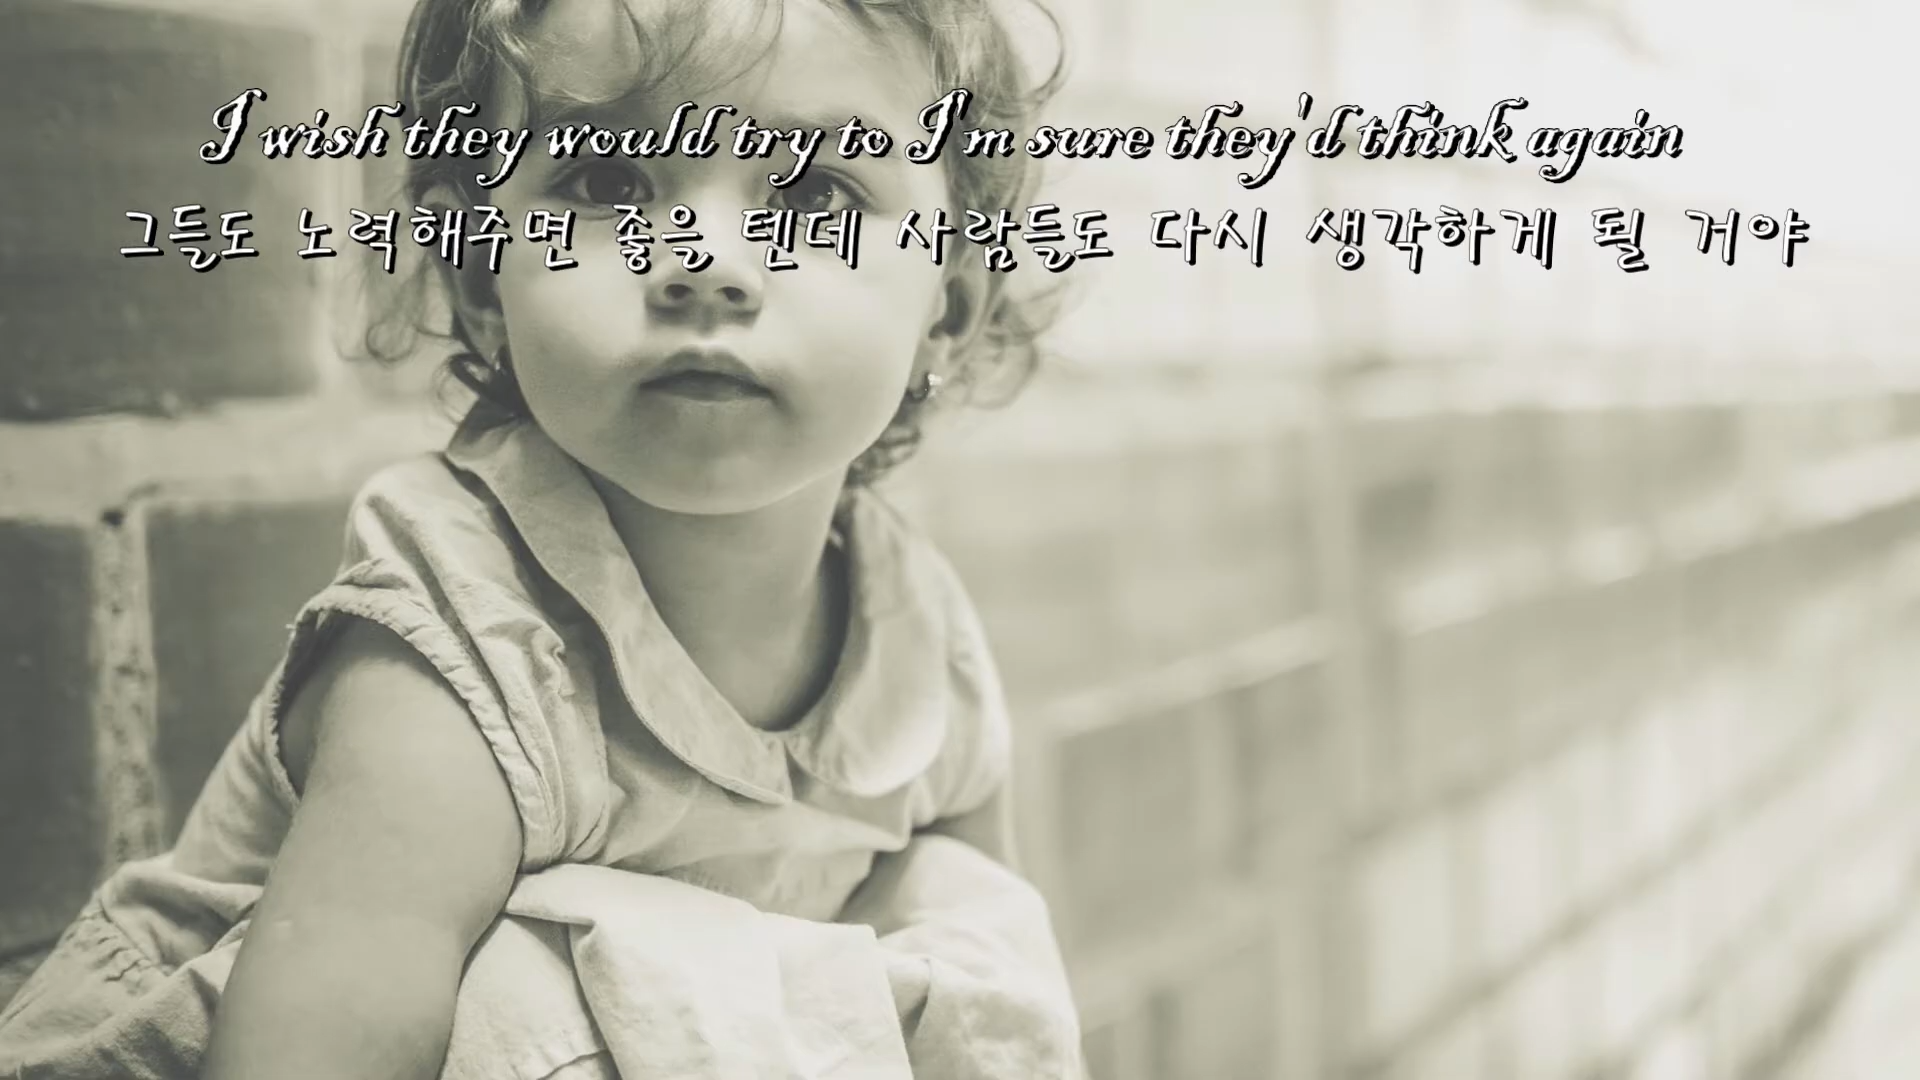 I wish they would try to I'm sure they'd think again
그들도 노력해주면 좋을 텐데 사람들도 다시 생각하게 될 거야